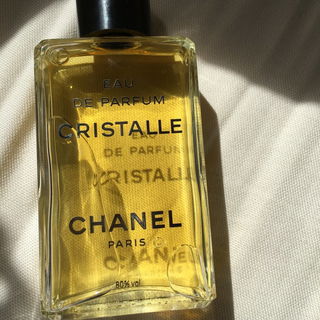 EAU
DE PARFUM
CRISTALLE
CHANEL
PARIS
80% vol